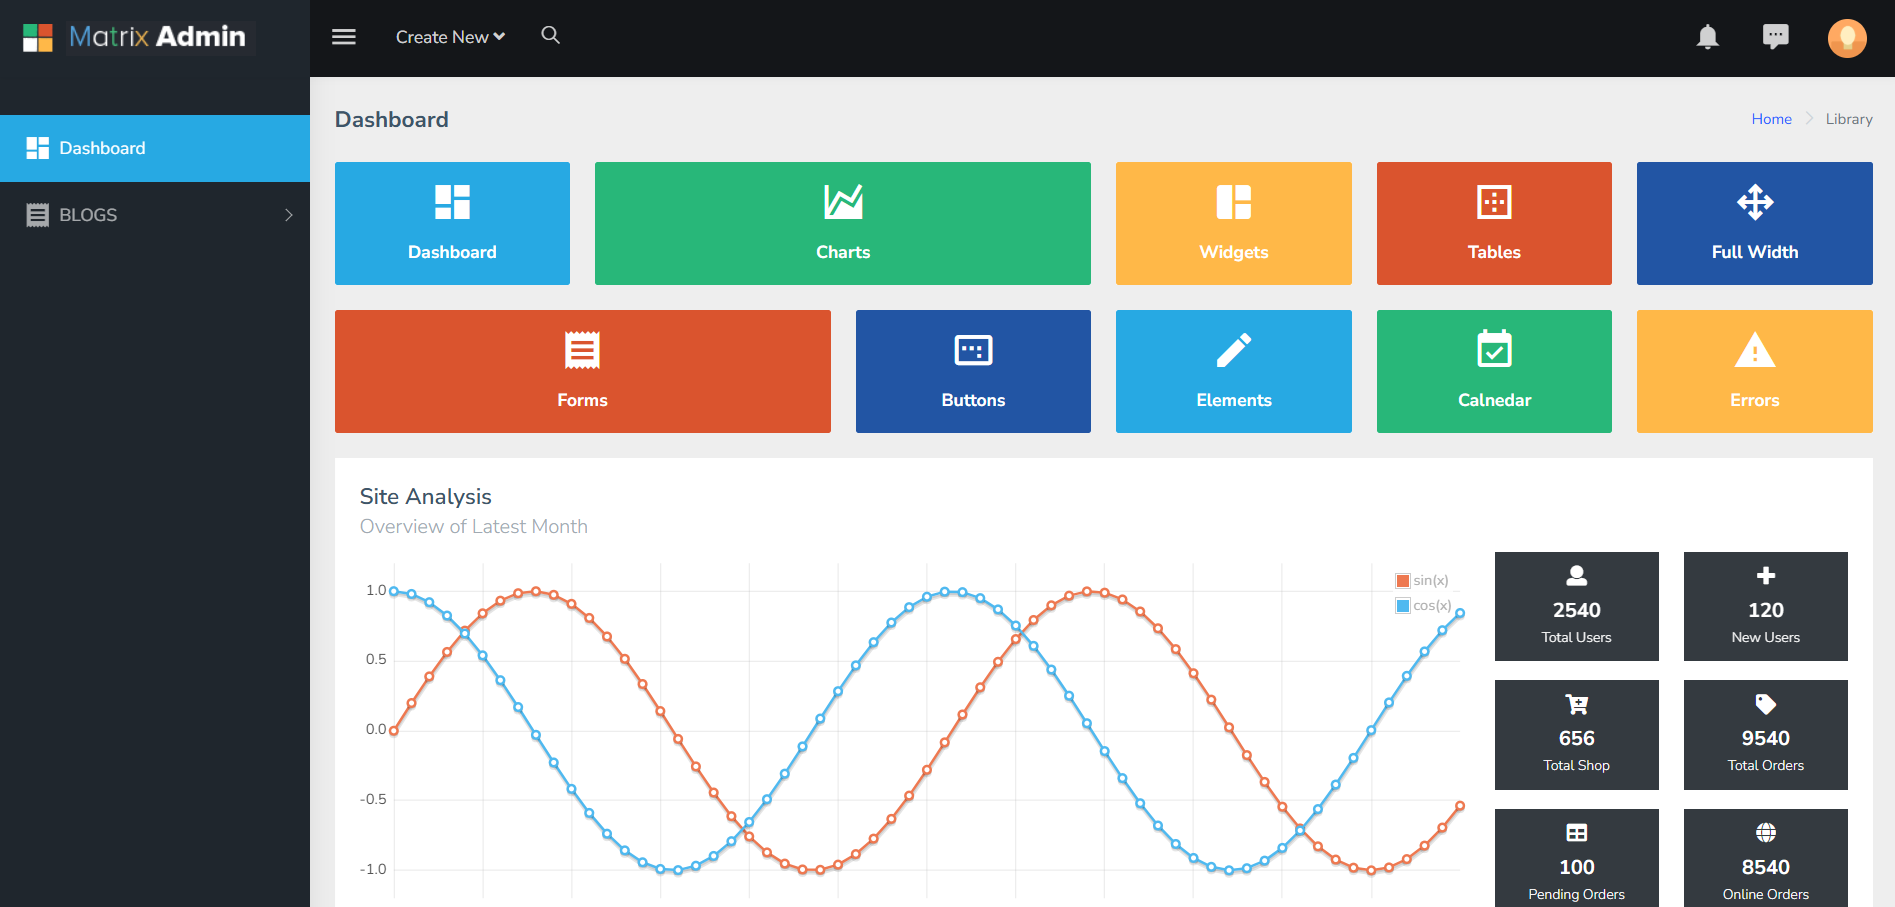 Matrix Admin
Create New
Dashboard
BLOGS
Dashboard
Home
Library
Dashboard
Charts
Widgets
Tables
Full Width
Forms
Buttons
Elements
Calnedar
Errors
Site Analysis
Overview of Latest Month
1.0
0.5
0.0
-0.5
-1.0
sin(x)
cos(x)
2540
Total Users
120
New Users
656
Total Shop
9540
Total Orders
100
Pending Orders
8540
Online Orders